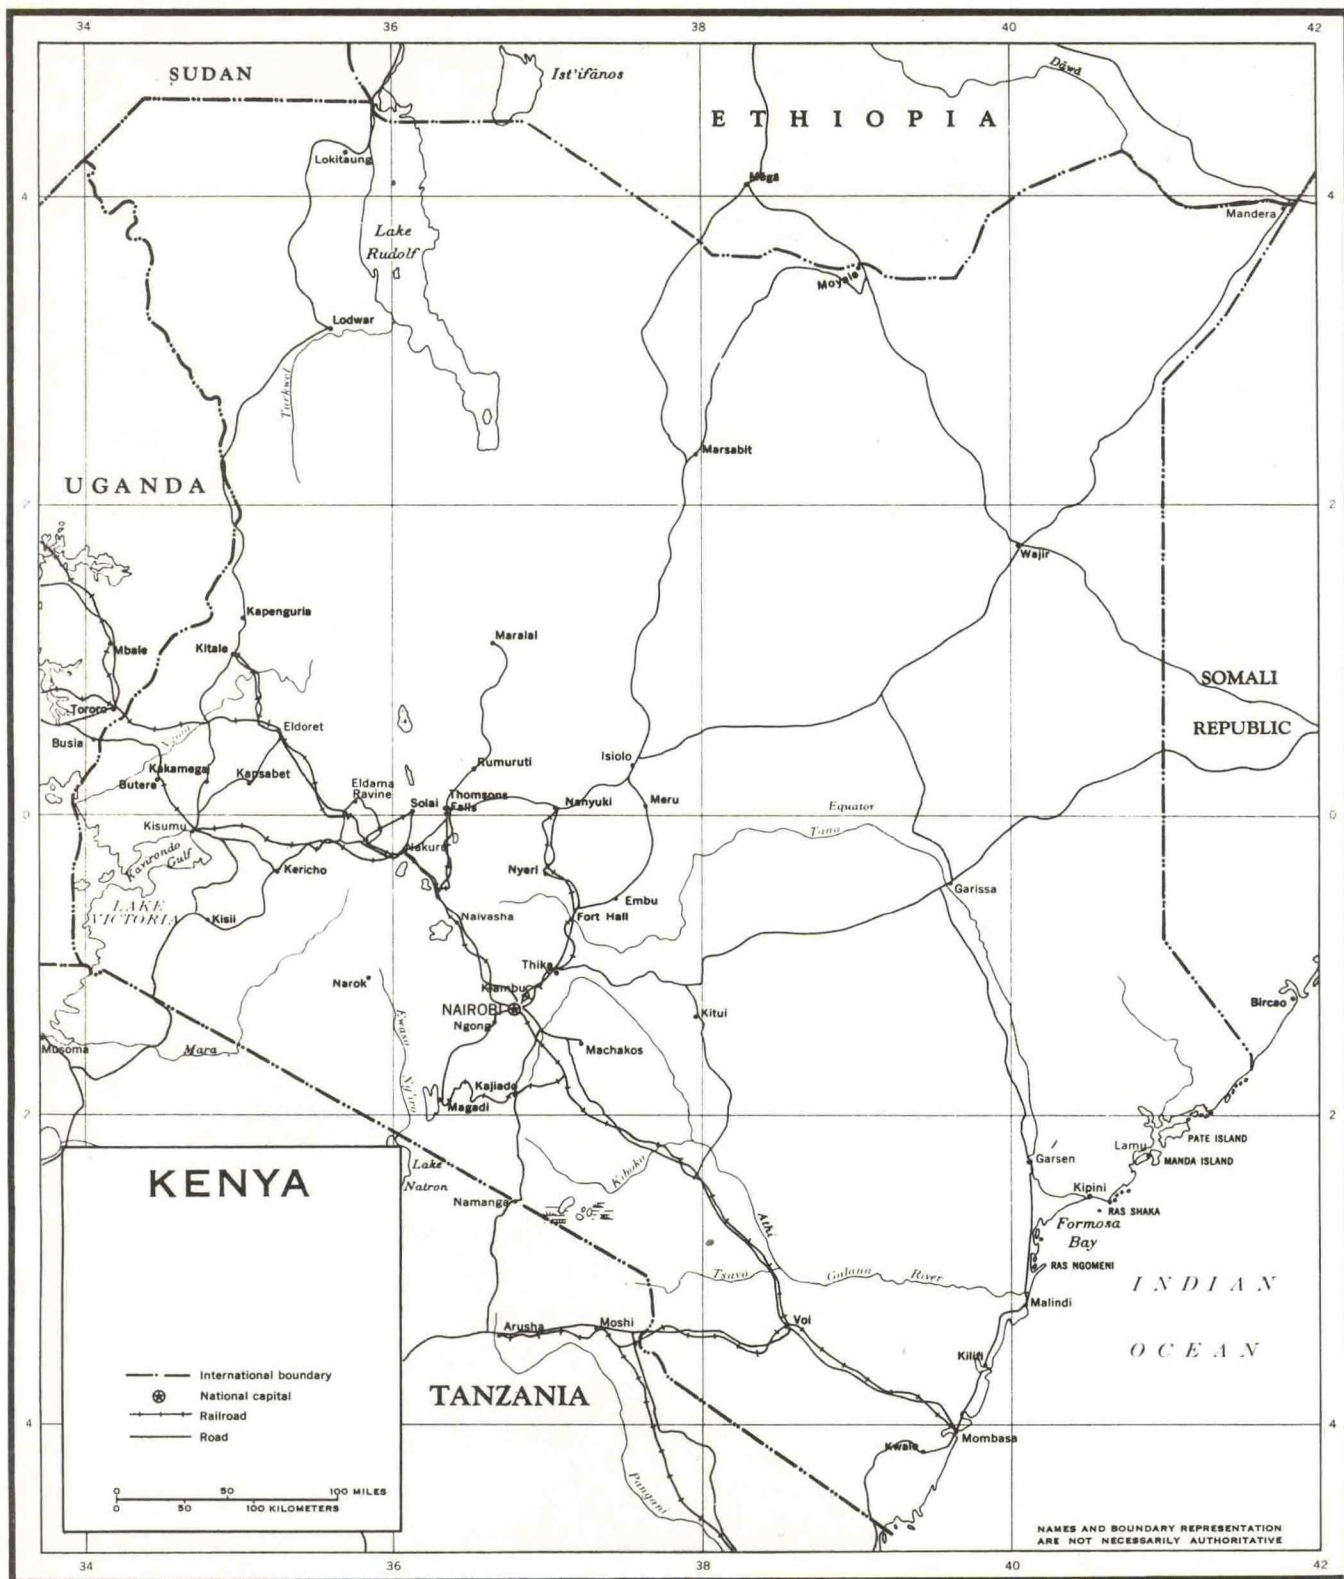 34 36 38 40 42
SUDAN
Ist'ifānos
Dāwā
ETHIOPIA
Lokitaung
Mega
4 4
Mandera
Lake
Rudolf
Moyale
Lodwar
Turkwel
Marsabit
UGANDA
2 2
Wajir
Kapenguria
Maralal
Mbale
Kitale
SOMALI
Tororo
REPUBLIC
Eldoret
Nzoia
Busia
Isiolo
Rumuruti
Kakamega
Kapsabet
Butere
Eldama
Ravine
Solai
Thomsons
Falls
Nanyuki
Meru
Equator
0 0
Kisumu
Tana
Nakuru
Kavirondo
Gulf
Kericho
Nyeri
Garissa
Embu
LAKE
VICTORIA
Kisii
Naivasha
Fort Hall
Thika
Narok
Kiambu
Bircao
NAIROBI
Kitui
Ngong
Ewaso
Ng'iro
Musoma
Mara
Machakos
Kajiado
Magadi
2 2
PATE ISLAND
Lamu
Garsen
MANDA ISLAND
KENYA
Lake
Natron
Kiboko
Kipini
Namanga
RAS SHAKA
Athi
Formosa
Bay
Tsavo
Galana River
RAS NGOMENI
INDIAN
Malindi
Arusha
Moshi
Voi
OCEAN
Kilifi
International boundary
National capital
Railroad
Road
TANZANIA
4 4
Mombasa
Kwale
Pangani
0 50 100 MILES
0 50 100 KILOMETERS
NAMES AND BOUNDARY REPRESENTATION
ARE NOT NECESSARILY AUTHORITATIVE
34 36 38 40 42